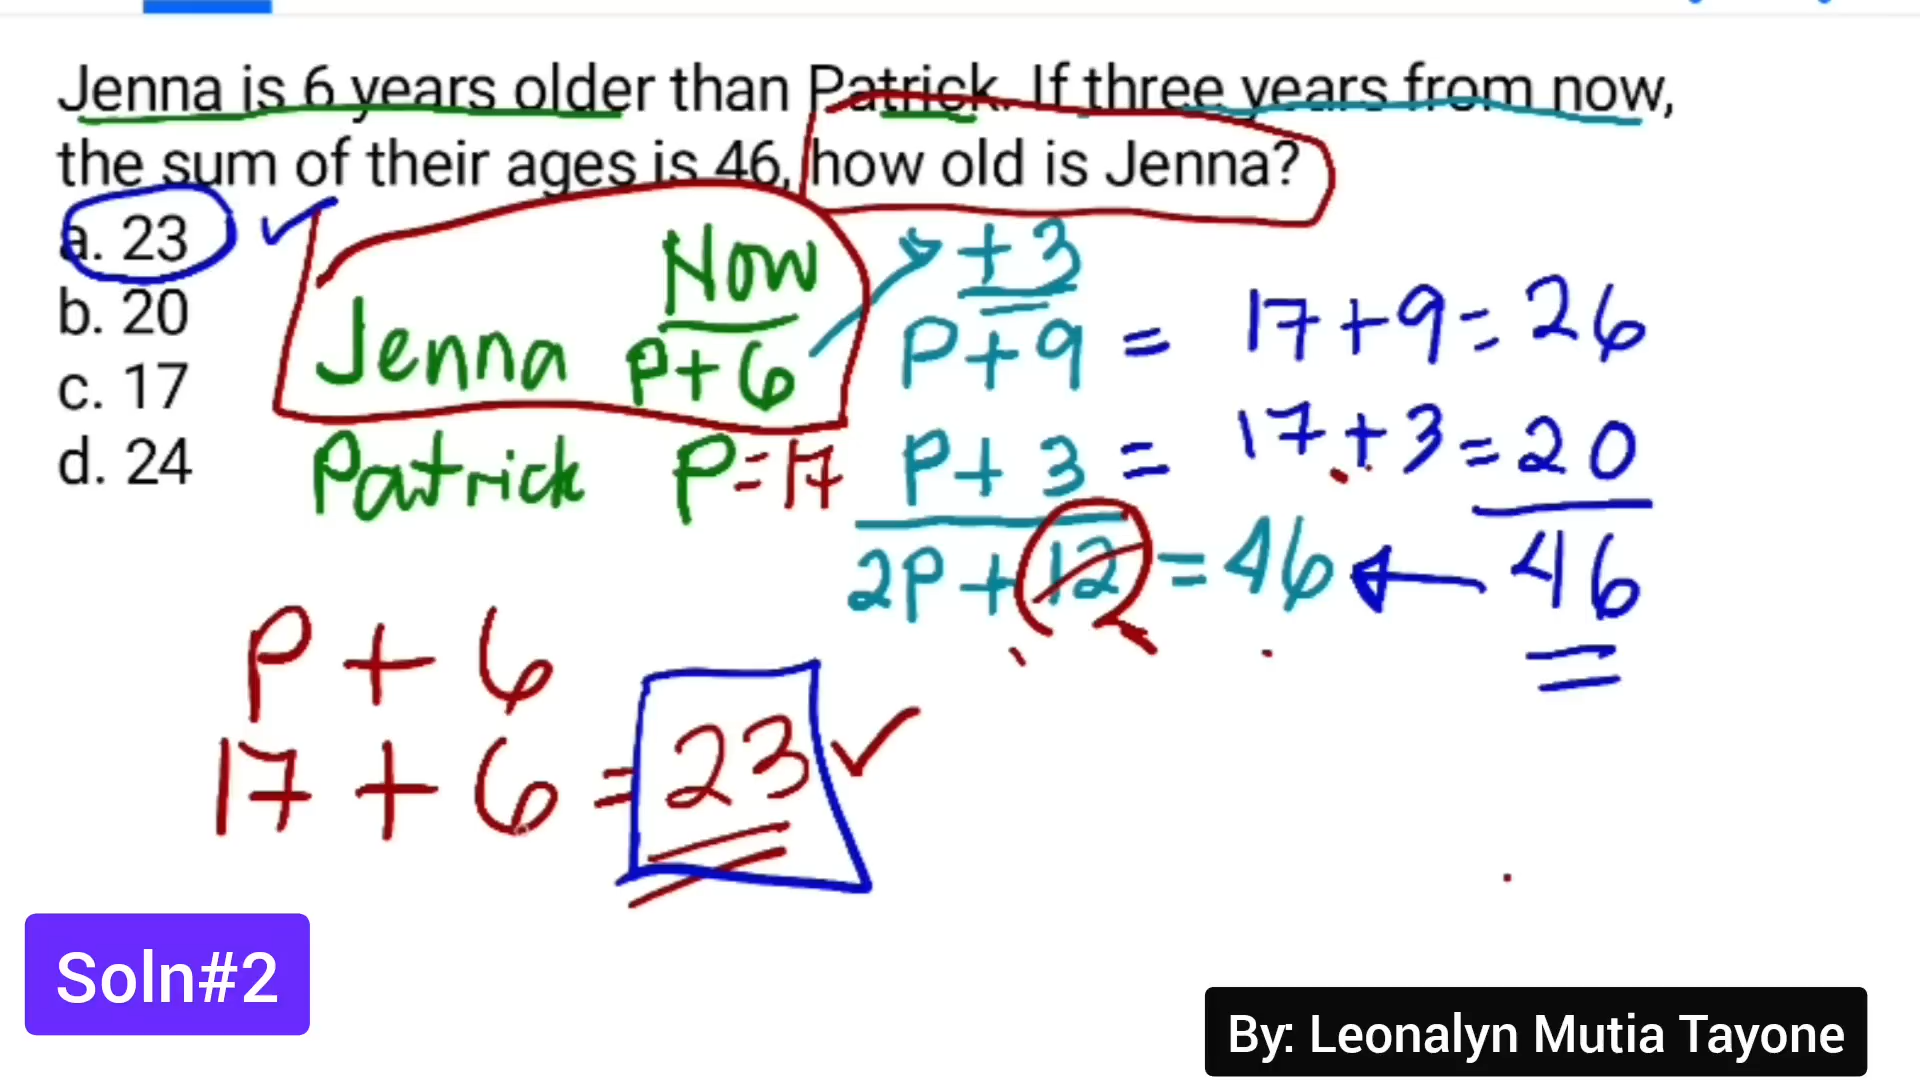 Jenna is 6 years older than Patrick. If three years from now,
the sum of their ages is 46, how old is Jenna?
a. 23
b. 20
c. 17
d. 24
Now +3
Jenna P+6 P+9 = 17+9=26
Patrick P=17 P+3 = 17+3=20
2P+12=46 46
P+6
17+6=23
Soln#2
By: Leonalyn Mutia Tayone